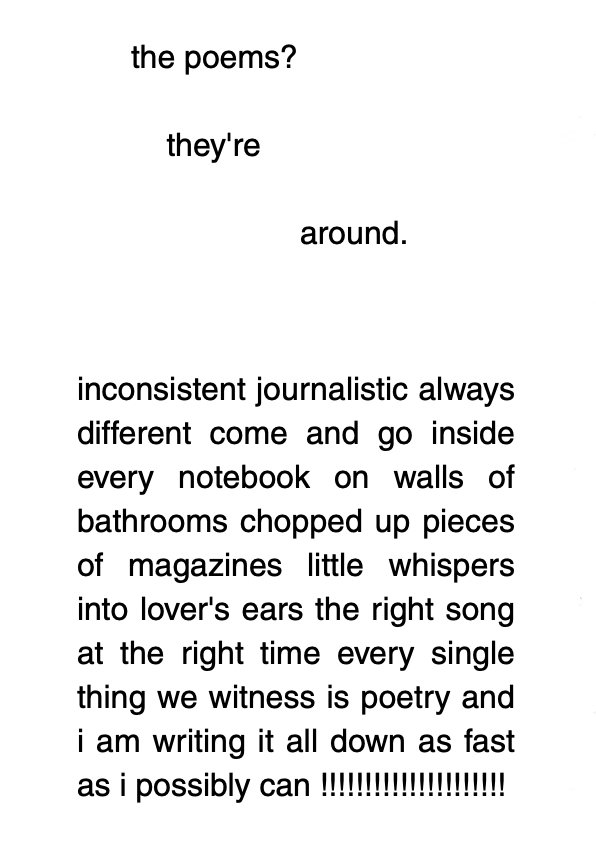 the poems?
they're
around.
inconsistent journalistic always
different come and go inside
every notebook on walls of
bathrooms chopped up pieces
of magazines little whispers
into lover's ears the right song
at the right time every single
thing we witness is poetry and
i am writing it all down as fast
as i possibly can !!!!!!!!!!!!!!!!!!!!!